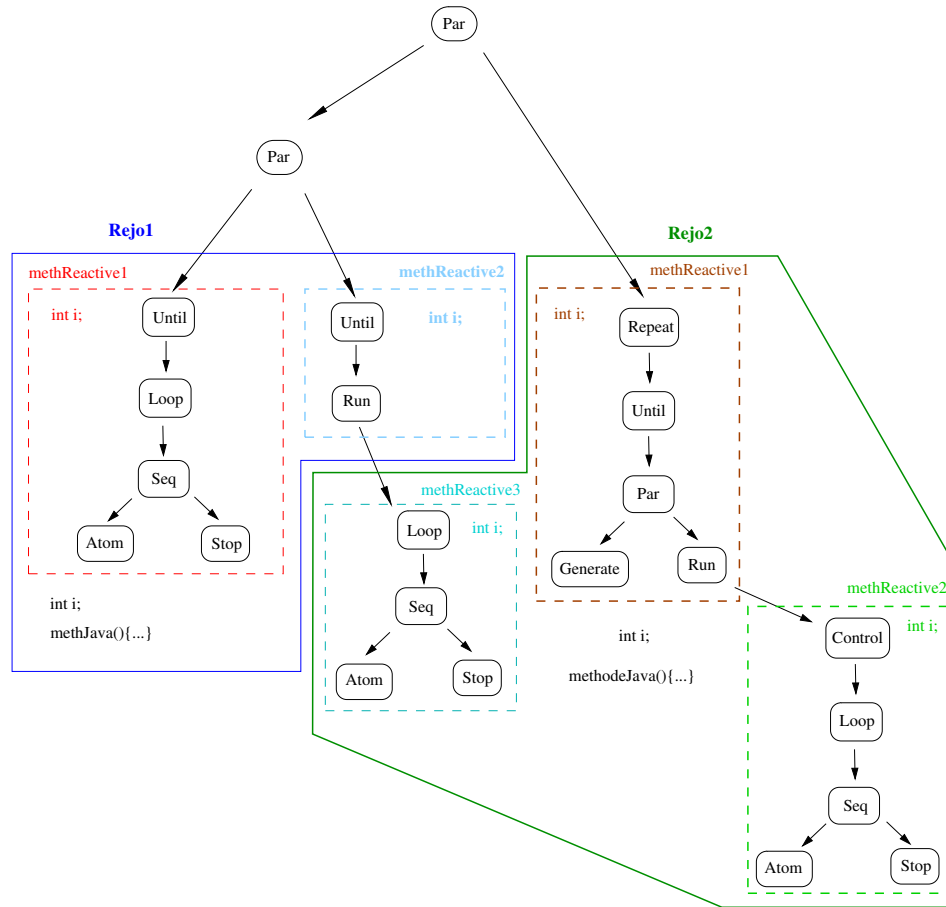 Par
Par
Rejo1
Rejo2
methReactive1
methReactive2
methReactive1
int i;
Until
Until
int i;
int i;
Repeat
Loop
Run
Until
Seq
methReactive3
Par
Atom
Stop
Loop
int i;
Generate
Run
methReactive2
int i;
Seq
methJava(){...}
int i;
Control
int i;
Atom
Stop
methodeJava(){...}
Loop
Seq
Atom
Stop